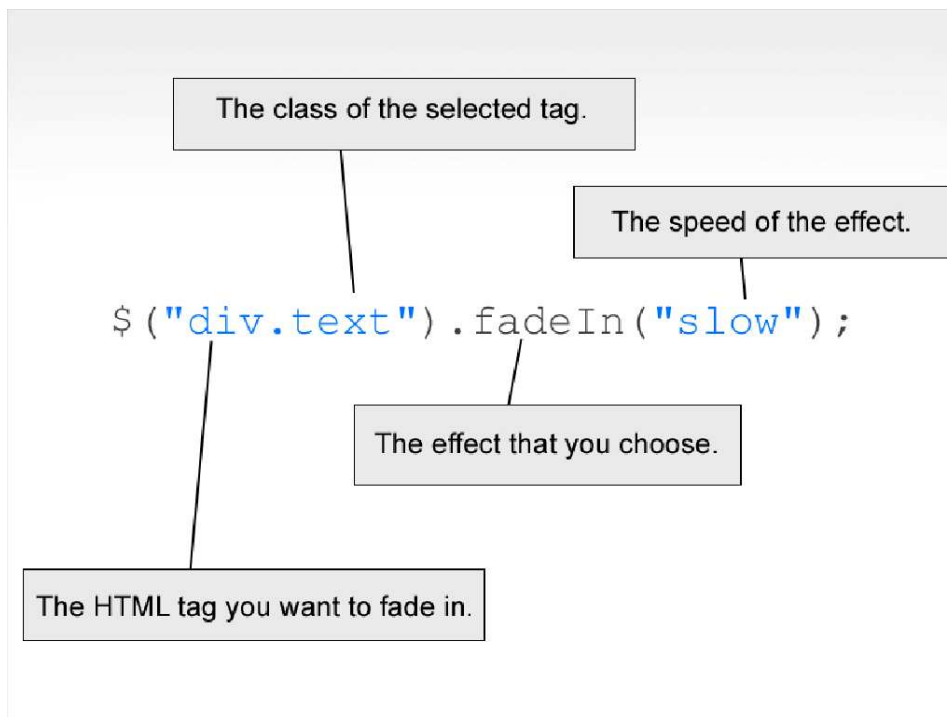 The class of the selected tag.
The speed of the effect.
$("div.text").fadeIn("slow");
The effect that you choose.
The HTML tag you want to fade in.